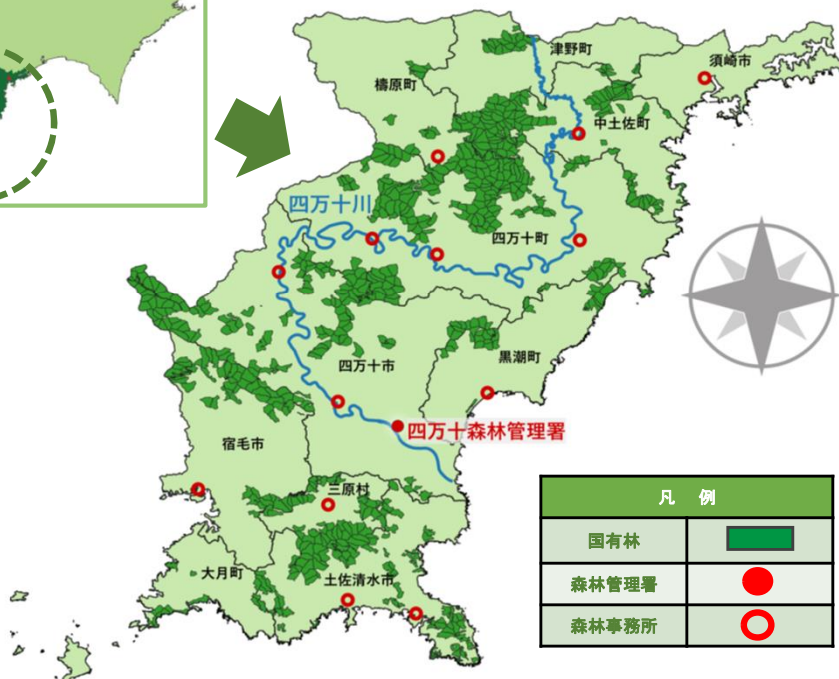 津野町
須崎市
檮原町
中土佐町
四万十川
四万十町
黒潮町
四万十市
四万十森林管理署
宿毛市
三原村
大月町
土佐清水市
凡 例
国有林
森林管理署
森林事務所